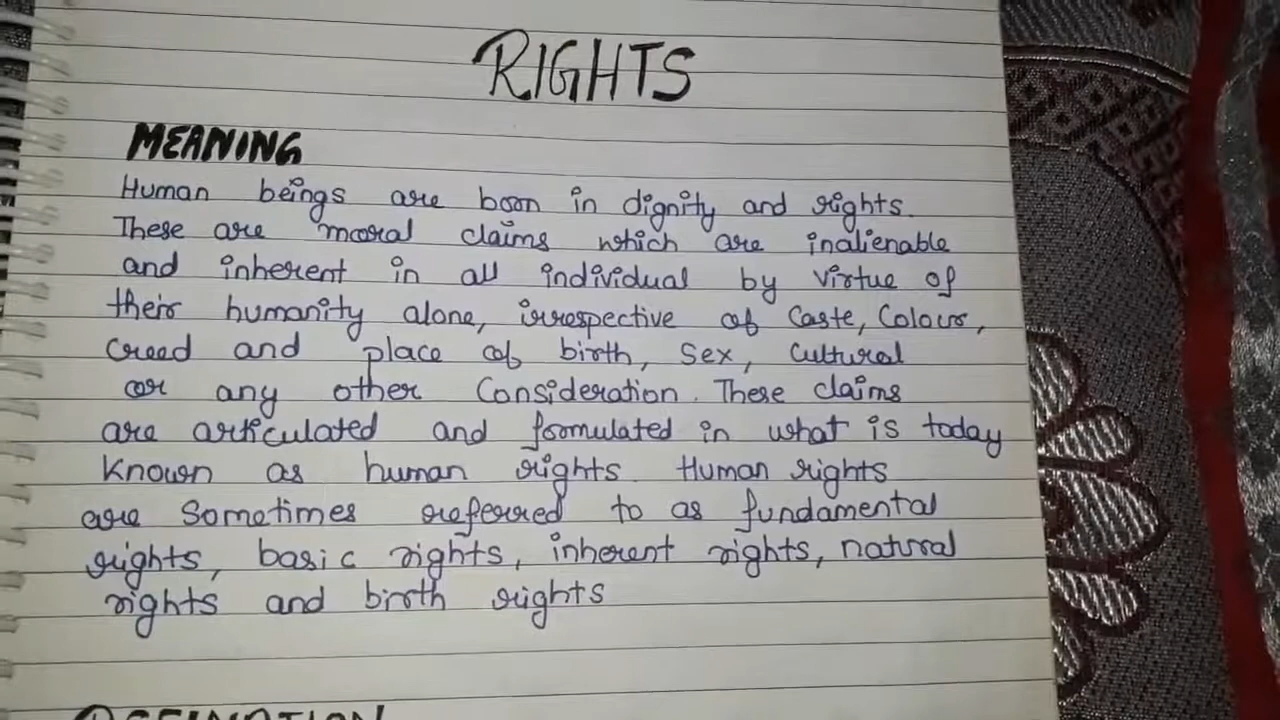 RIGHTS
MEANING
Human beings are born in dignity and rights.
These are moral claims which are inalienable
and inherent in all individual by virtue of
their humanity alone, irrespective of Caste, Colour,
Creed and place of birth, Sex, Cultural
or any other Consideration. These claims
are articulated and formulated in what is today
Known as human rights. Human rights
are Sometimes referred to as fundamental
rights, basic rights, inherent rights, natural
rights and birth rights
DEFINATION